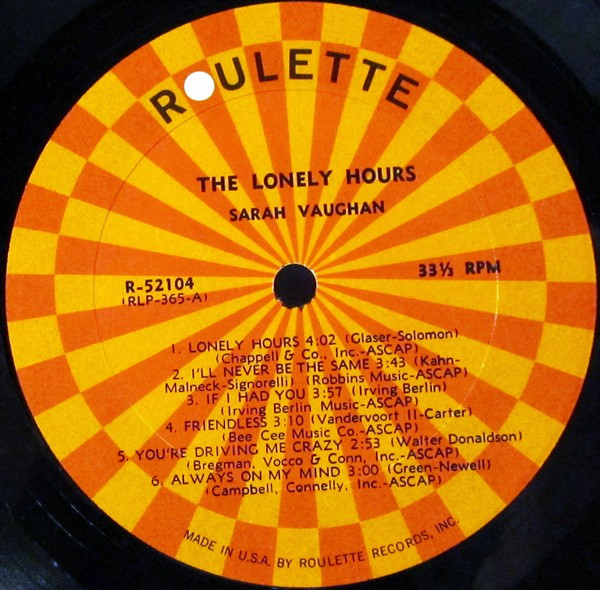 ROULETTE
THE LONELY HOURS
SARAH VAUGHAN
R-52104
(RLP-365-A)
33⅓ RPM
1. LONELY HOURS 4:02 (Glaser-Solomon)
(Chappell & Co., Inc.-ASCAP)
2. I'LL NEVER BE THE SAME 3:43 (Kahn-
Malneck-Signorelli) (Robbins Music-ASCAP)
3. IF I HAD YOU 3:57 (Irving Berlin)
(Irving Berlin Music-ASCAP)
4. FRIENDLESS 3:10 (Vandervoort II-Carter)
(Bee Cee Music Co.-ASCAP)
5. YOU'RE DRIVING ME CRAZY 2:53 (Walter Donaldson)
(Bregman, Vocco & Conn, Inc.-ASCAP)
6. ALWAYS ON MY MIND 3:00 (Green-Newell)
(Campbell, Connelly, Inc.-ASCAP)
MADE IN U.S.A. BY ROULETTE RECORDS, INC.